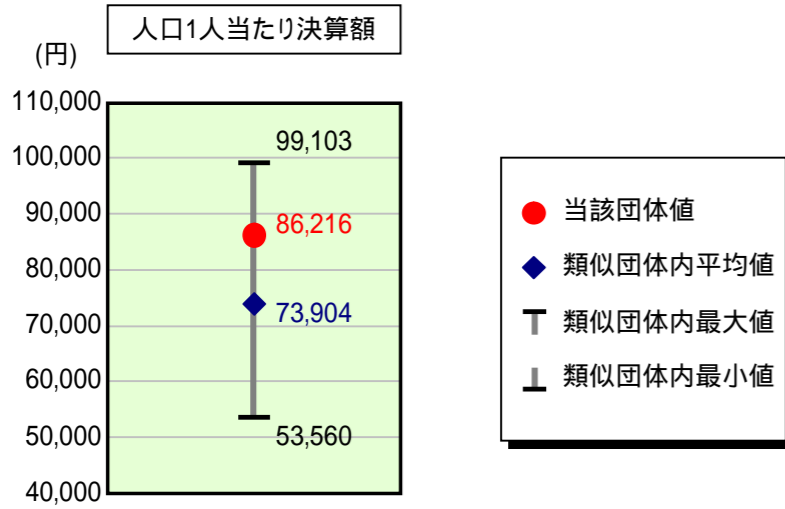 人口1人当たり決算額
(円)
110,000
100,000
90,000
80,000
70,000
60,000
50,000
40,000
99,103
86,216
73,904
53,560
当該団体値
類似団体内平均値
類似団体内最大値
類似団体内最小値